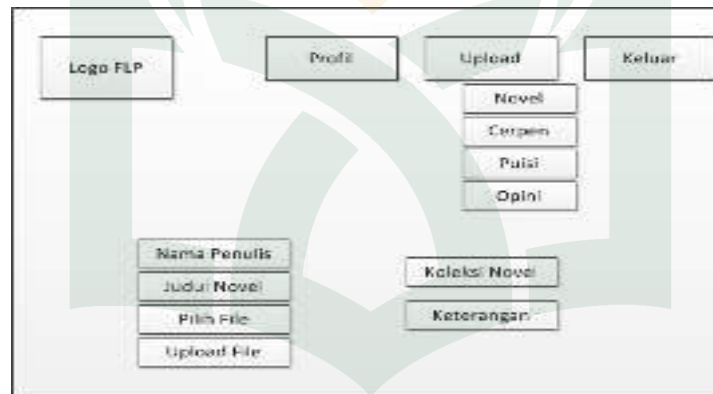 Logo FLP
Profil
Upload
Keluar
Novel
Cerpen
Puisi
Opini
Nama Penulis
Judul Novel
Pilih File
Upload File
Koleksi Novel
Keterangan